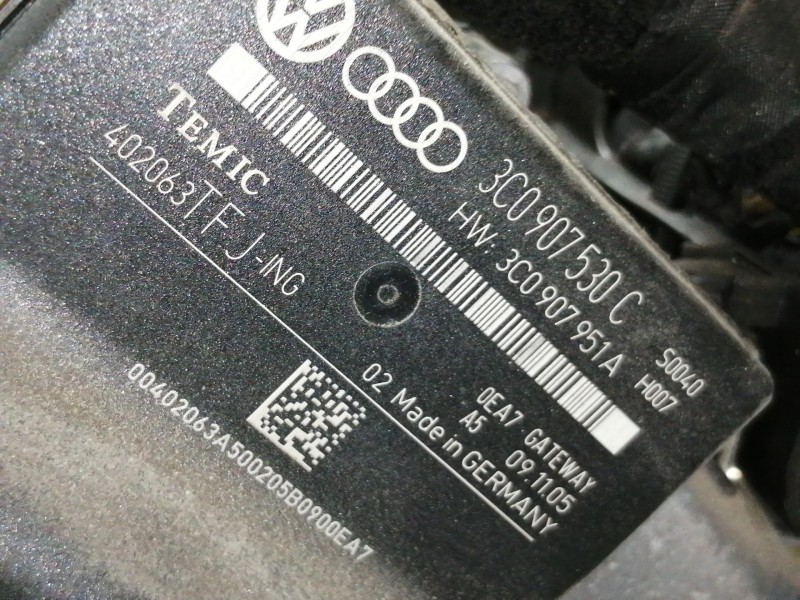 3C0 907 530 C
HW: 3C0 907 951A
S0040
H007
TEMIC
402063TFJ-ING
0EA7 GATEWAY
A5 09.11.05
02 Made in GERMANY
00402063A500205B0900EA7